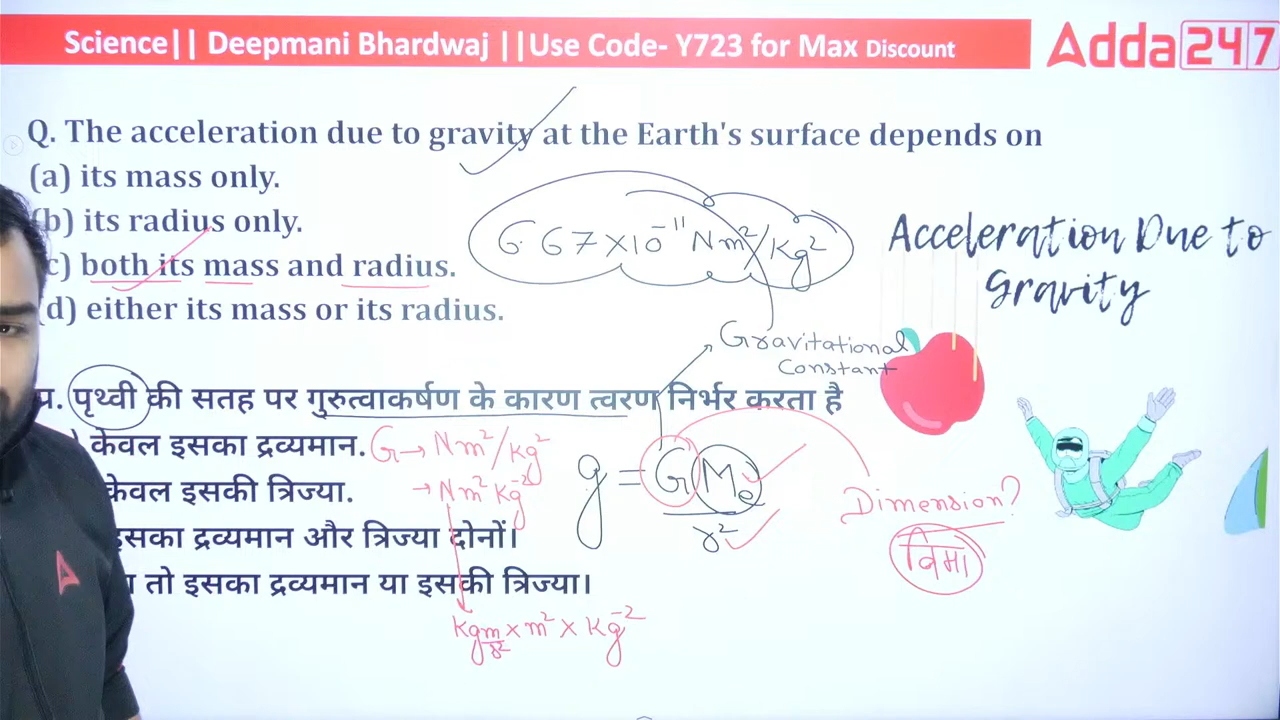 Science|| Deepmani Bhardwaj ||Use Code- Y723 for Max Discount
Adda 247
Q. The acceleration due to gravity at the Earth's surface depends on
(a) its mass only.
(b) its radius only.
c) both its mass and radius.
(d) either its mass or its radius.
6.67×10⁻¹¹ Nm²/Kg²
Acceleration Due to
Gravity
Gravitational
Constant
प्र. पृथ्वी की सतह पर गुरुत्वाकर्षण के कारण त्वरण निर्भर करता है
केवल इसका द्रव्यमान.
केवल इसकी त्रिज्या.
इसका द्रव्यमान और त्रिज्या दोनों।
तो इसका द्रव्यमान या इसकी त्रिज्या।
G→ Nm²/kg²
→ Nm² Kg⁻²
g = GMe
r²
Dimension?
विमा
Kgm/s² × m² × Kg⁻²